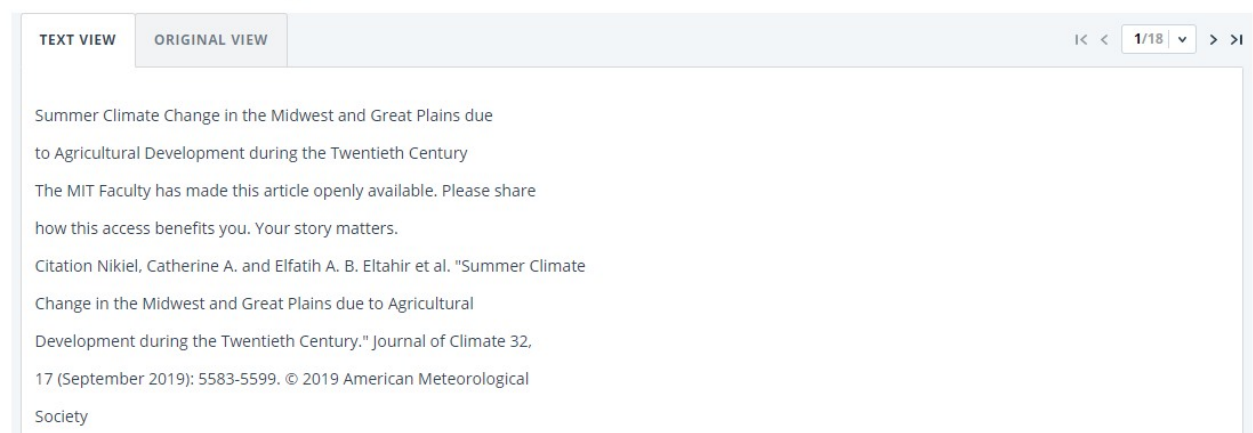 TEXT VIEW ORIGINAL VIEW 1/18
Summer Climate Change in the Midwest and Great Plains due
to Agricultural Development during the Twentieth Century
The MIT Faculty has made this article openly available. Please share
how this access benefits you. Your story matters.
Citation Nikiel, Catherine A. and Elfatih A. B. Eltahir et al. "Summer Climate
Change in the Midwest and Great Plains due to Agricultural
Development during the Twentieth Century." Journal of Climate 32,
17 (September 2019): 5583-5599. © 2019 American Meteorological
Society